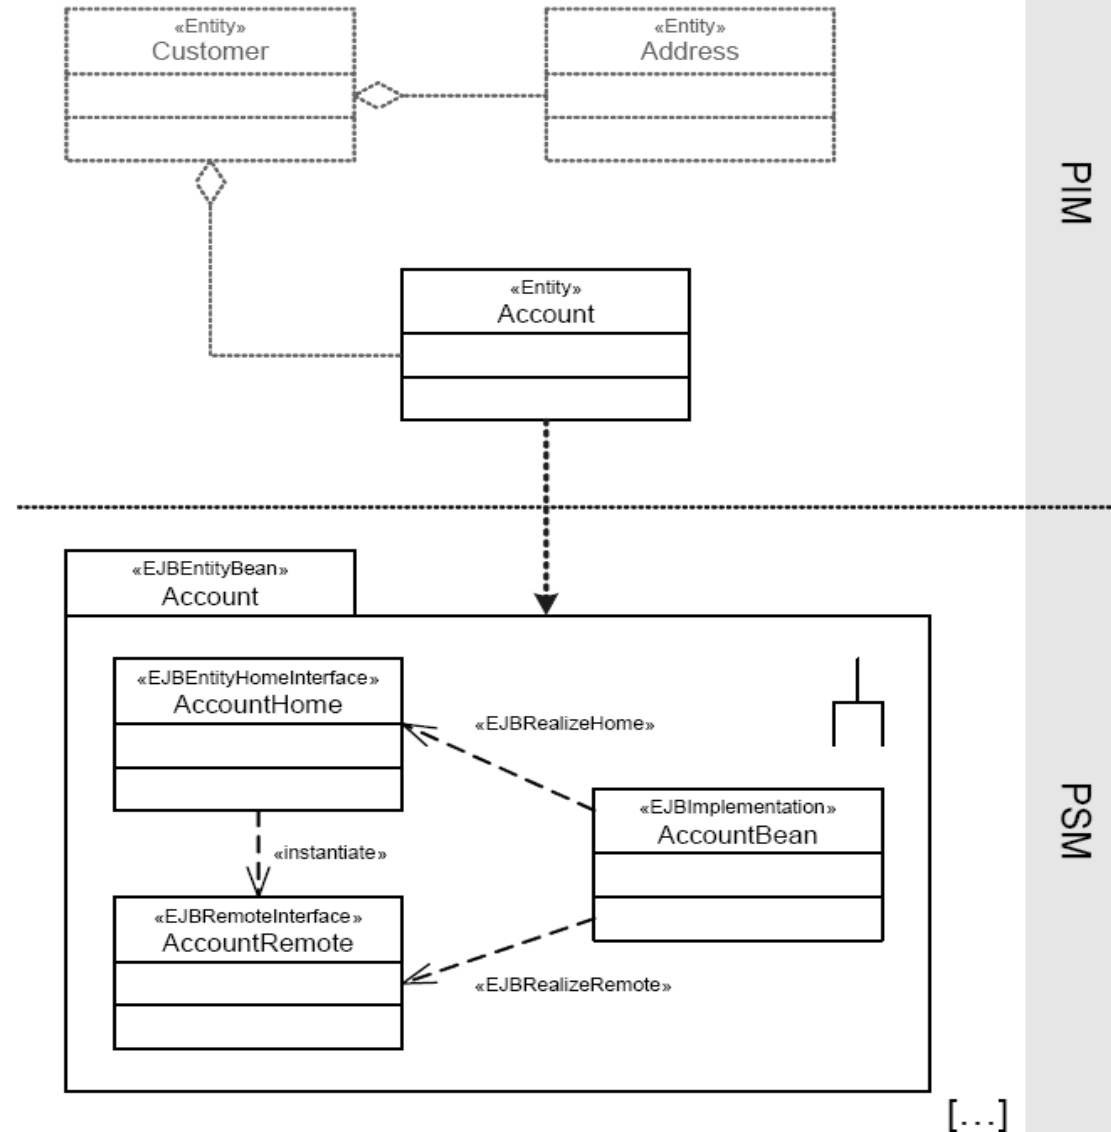 «Entity»
Customer
«Entity»
Address
PIM
«Entity»
Account
«EJBEntityBean»
Account
«EJBEntityHomeInterface»
AccountHome
«EJBRealizeHome»
«EJBImplementation»
AccountBean
PSM
«instantiate»
«EJBRemoteInterface»
AccountRemote
«EJBRealizeRemote»
[...]